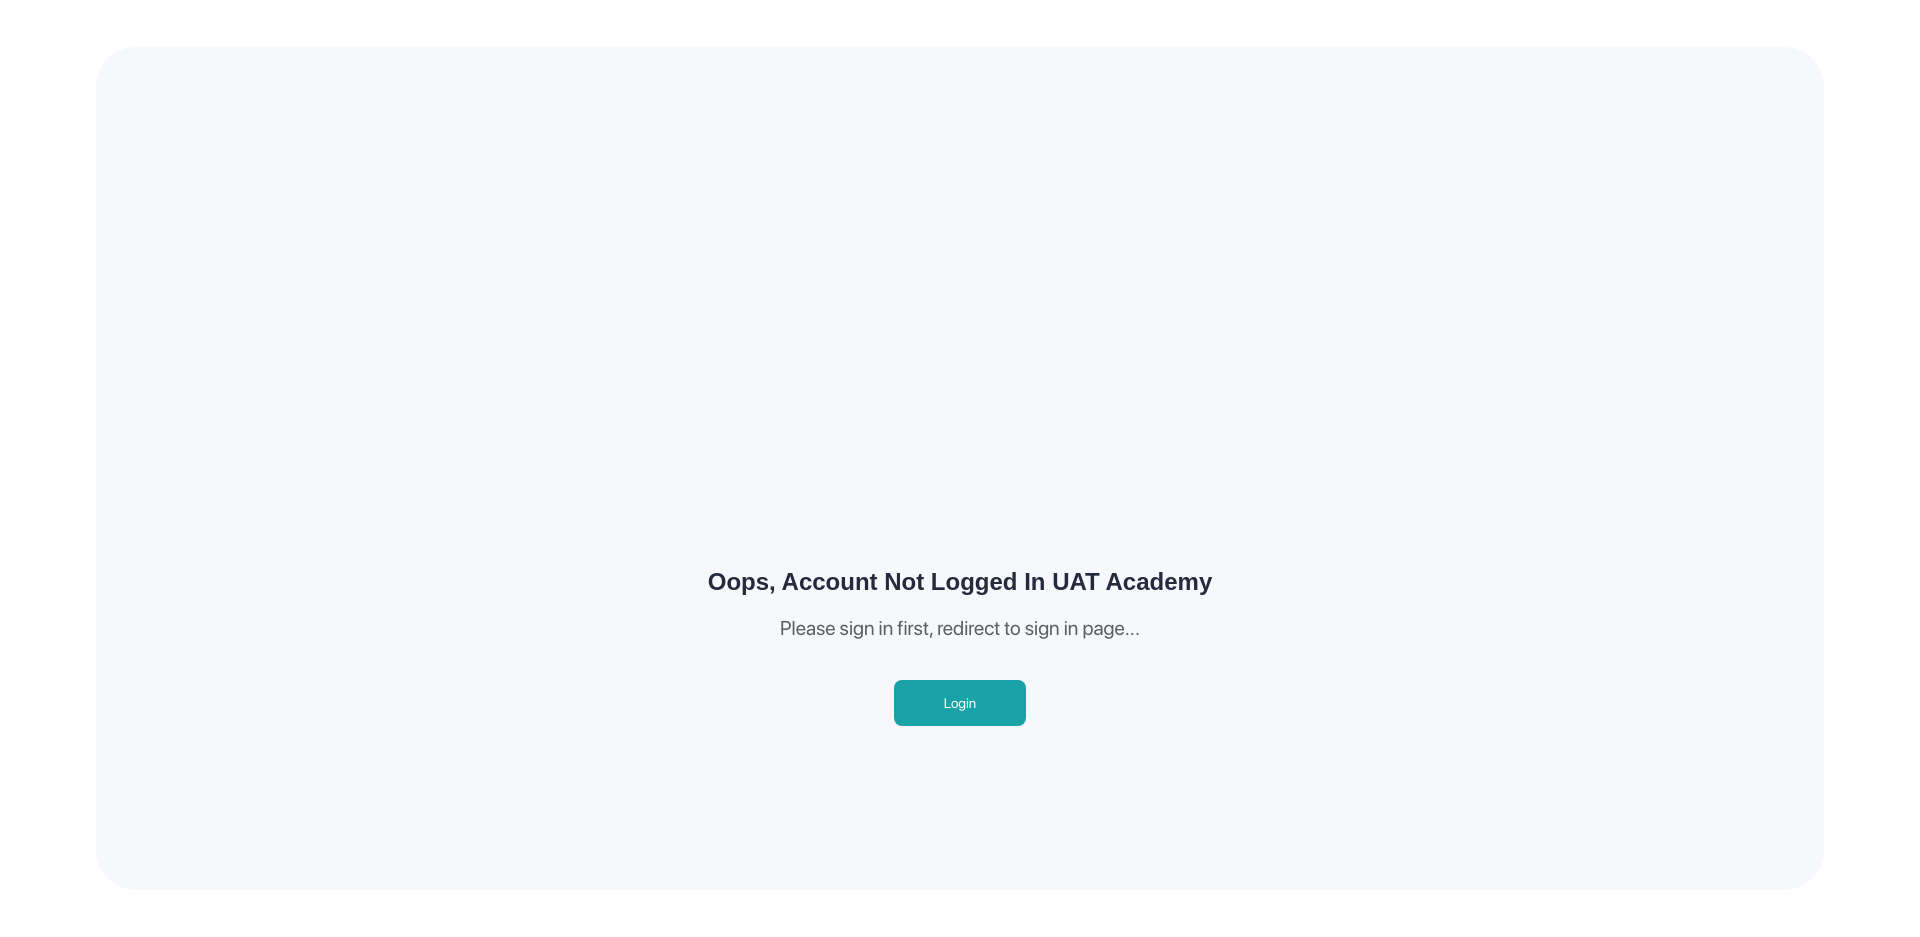 Oops, Account Not Logged In UAT Academy
Please sign in first, redirect to sign in page...
Login